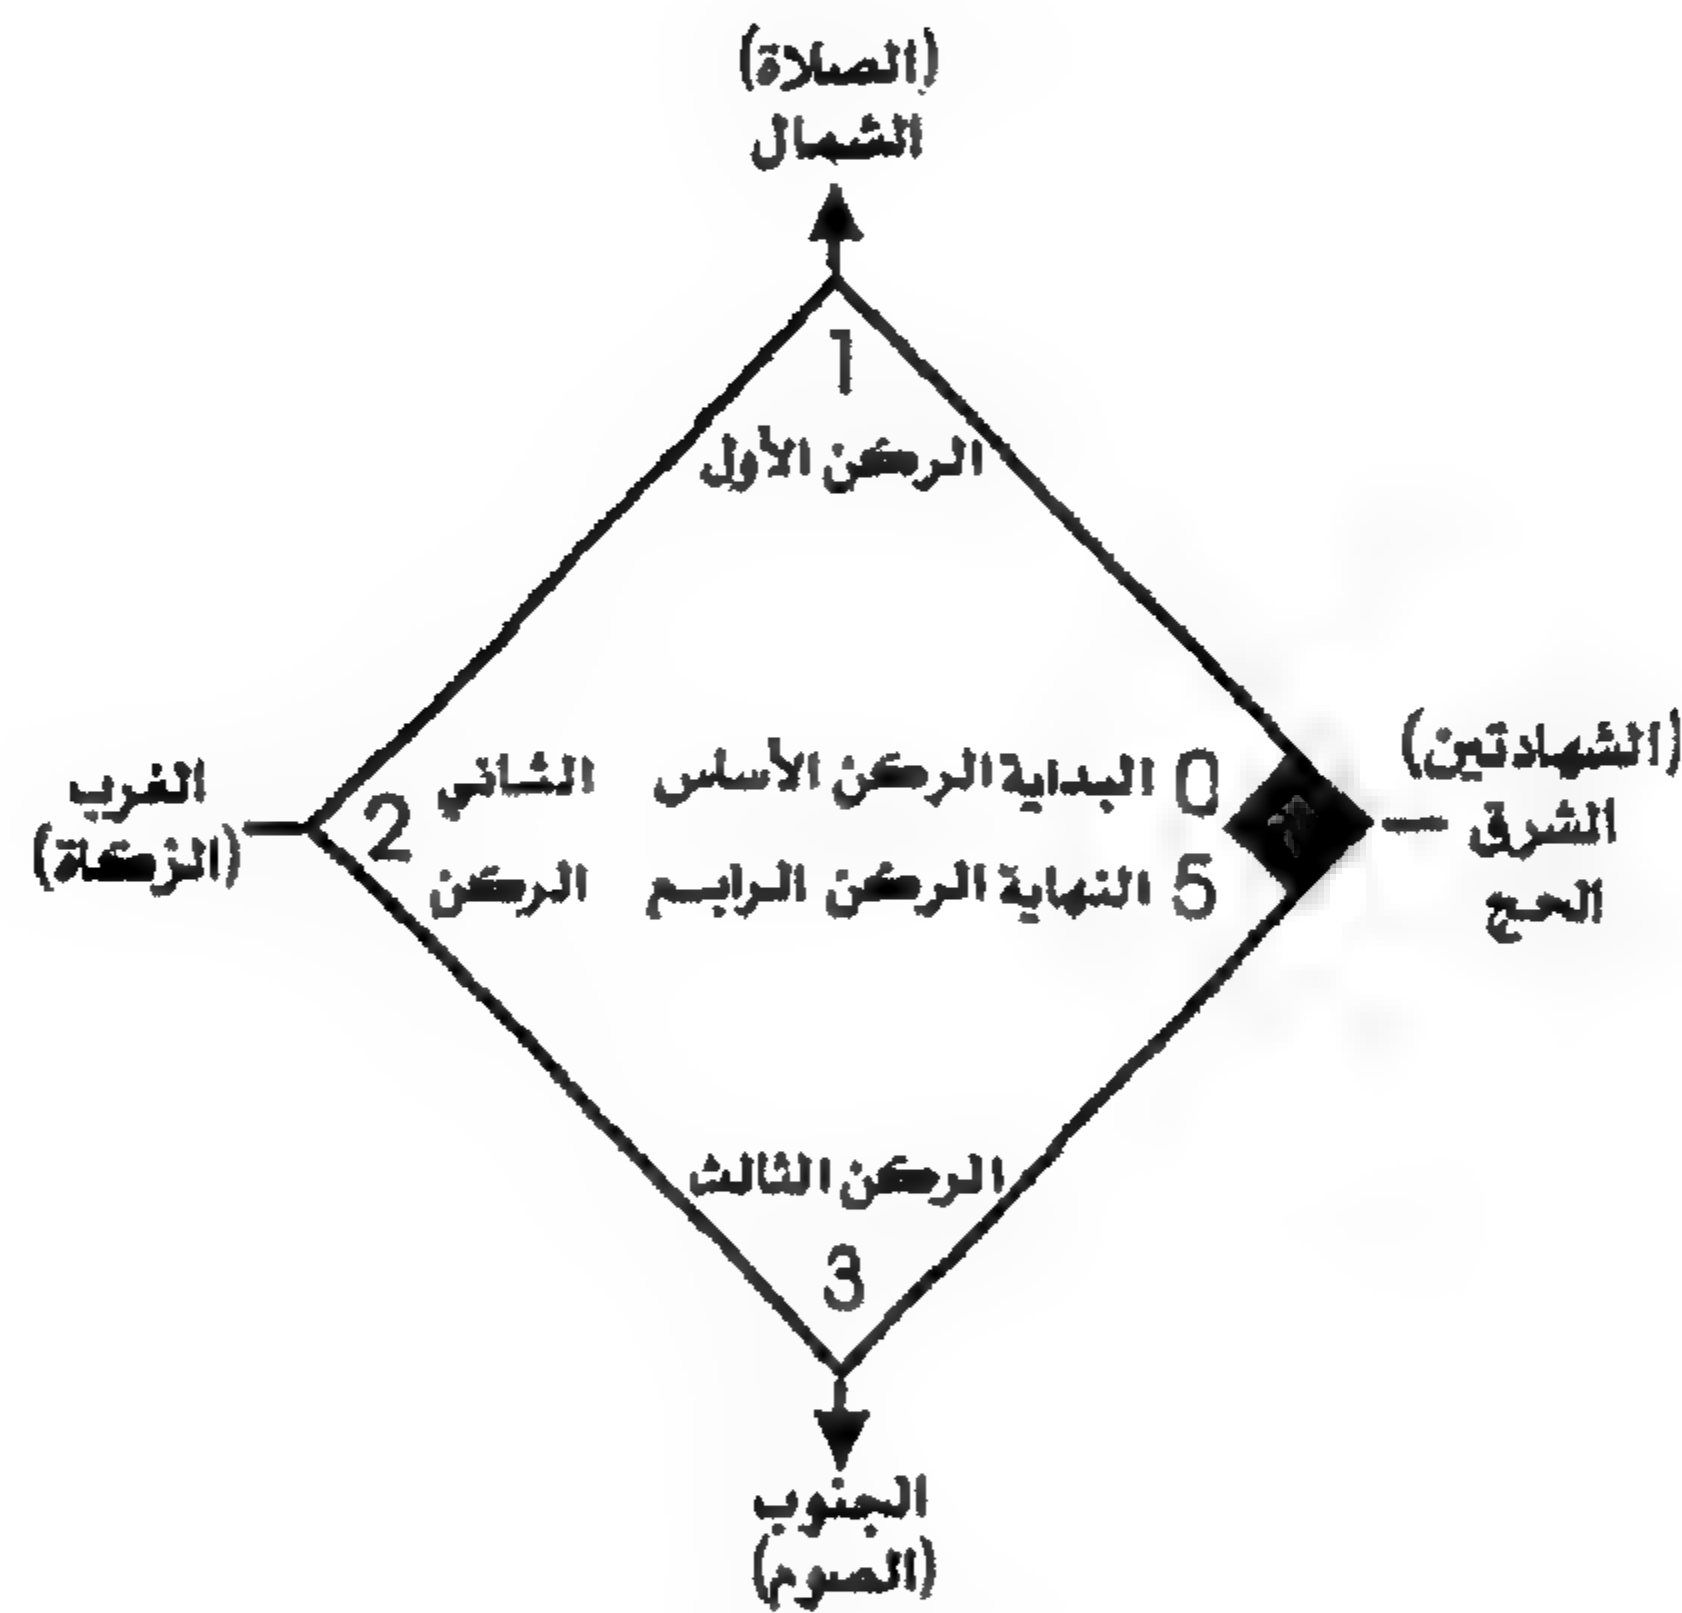 (الصلاة)
الشمال
1
الركن الأول
(الشهادتين)
الشرق
الحج
0 البداية الركن الأساس
5 النهاية الركن الرابع
الثاني
الركن
2
الغرب
(الزكاة)
الركن الثالث
3
الجنوب
(الصوم)